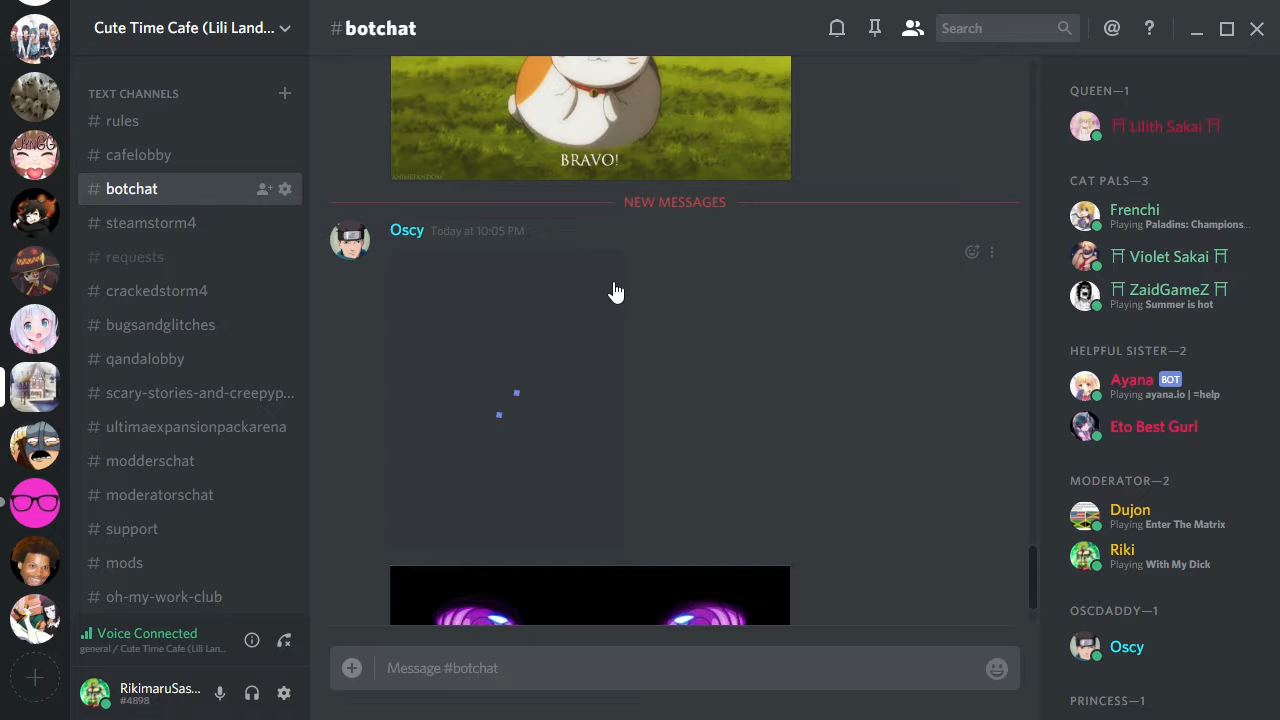 Cute Time Cafe (Lili Land...
TEXT CHANNELS
# rules
# cafelobby
# botchat
# steamstorm4
# requests
# crackedstorm4
# bugsandglitches
# qandalobby
# scary-stories-and-creepyp...
# ultimaexpansionpackarena
# modderschat
# moderatorschat
# support
# mods
# oh-my-work-club
Voice Connected
general / Cute Time Cafe (Lili Lan...
RikimaruSas...
#4898
#botchat
Search
BRAVO!
ANIMEFANDOM
NEW MESSAGES
Oscy Today at 10:05 PM
Message #botchat
QUEEN—1
⛩ Lilith Sakai ⛩
CAT PALS—3
Frenchi
Playing Paladins: Champions...
⛩ Violet Sakai ⛩
⛩ ZaidGameZ ⛩
Playing Summer is hot
HELPFUL SISTER—2
Ayana BOT
Playing ayana.io | =help
Eto Best Gurl
MODERATOR—2
Dujon
Playing Enter The Matrix
Riki
Playing With My Dick
OSCDADDY—1
Oscy
PRINCESS—1